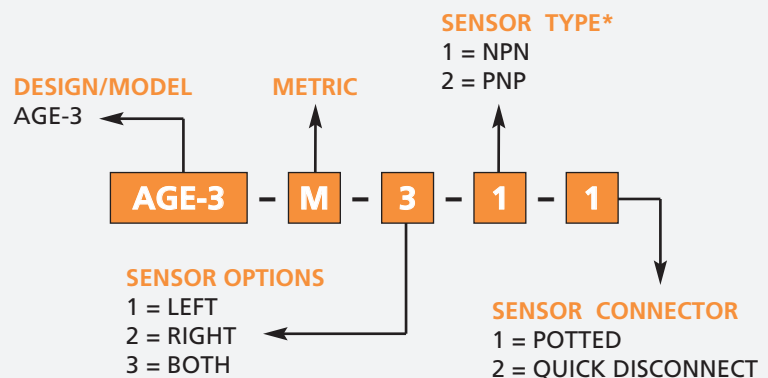 SENSOR TYPE*
1 = NPN
2 = PNP
DESIGN/MODEL
AGE-3
METRIC
AGE-3 - M - 3 - 1 - 1
SENSOR OPTIONS
1 = LEFT
2 = RIGHT
3 = BOTH
SENSOR CONNECTOR
1 = POTTED
2 = QUICK DISCONNECT